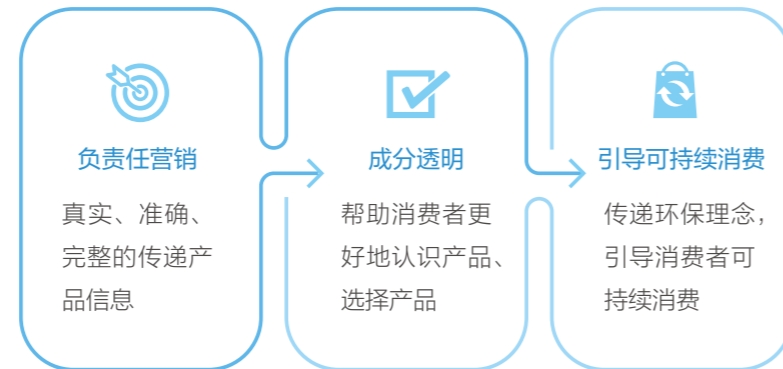 负责任营销
真实、准确、
完整的传递产
品信息
成分透明
帮助消费者更
好地认识产品、
选择产品
引导可持续消费
传递环保理念，
引导消费者可
持续消费